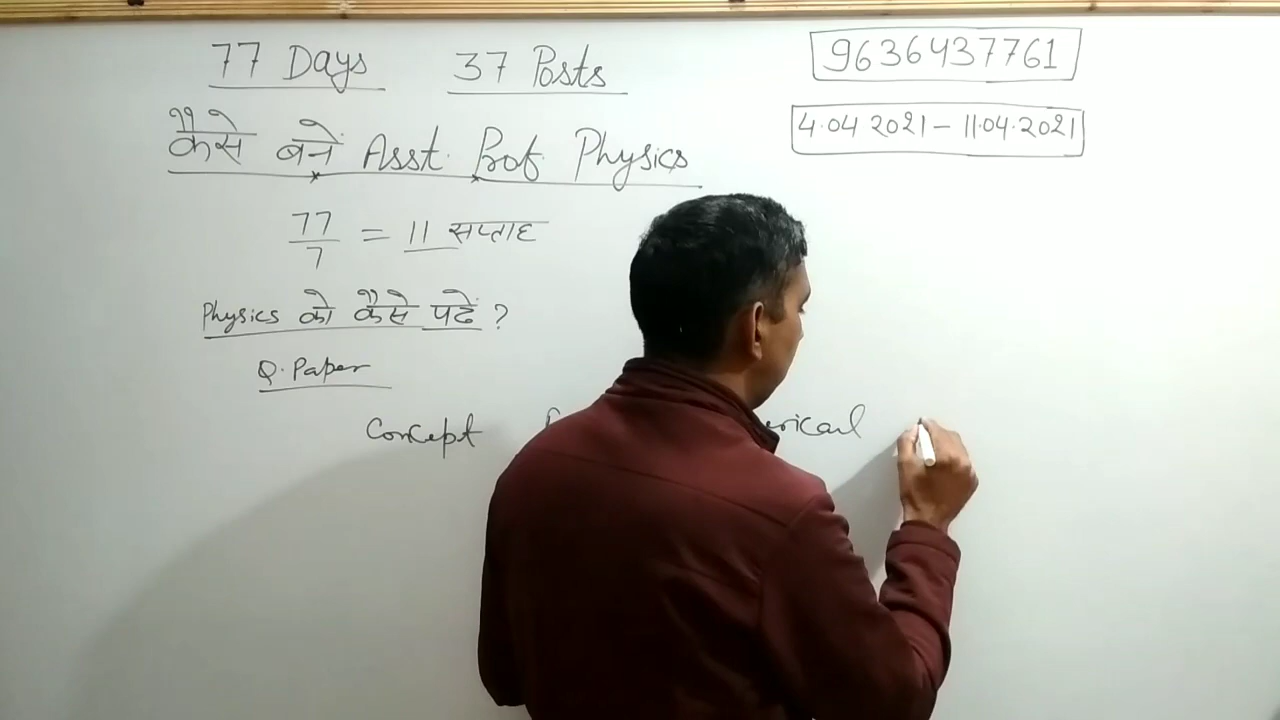 77 Days 37 Posts
9636437761
4.04 2021 - 11.04.2021
कैसे बने Asst. Prof. Physics
77/7 = 11 सप्ताह
Physics को कैसे पढें ?
Q. Paper
Concept